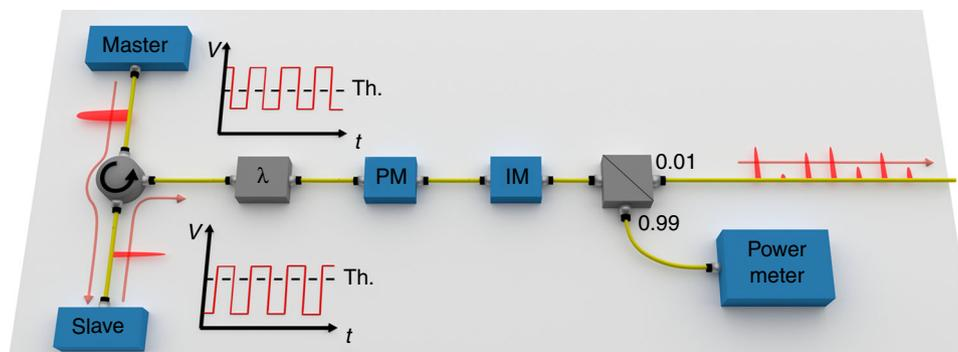 Master
V
Th.
t
λ
PM
IM
0.01
0.99
V
Th.
t
Power
meter
Slave